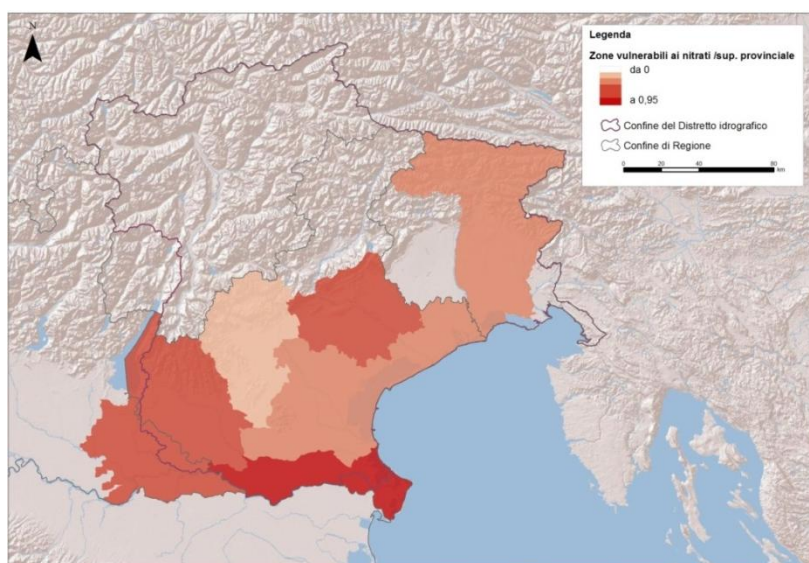 N
Legenda
Zone vulnerabili ai nitrati /sup. provinciale
da 0
a 0,95
Confine del Distretto idrografico
Confine di Regione
0 20 40 80
km